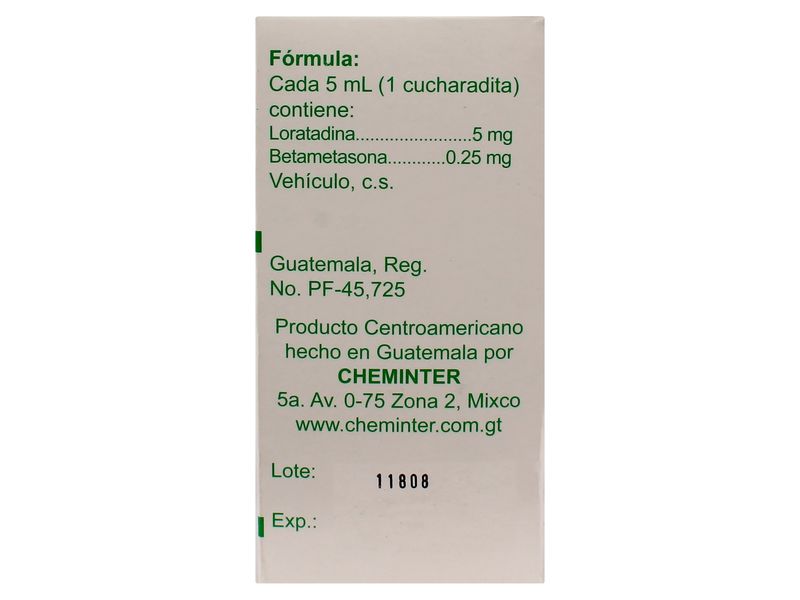 Fórmula:
Cada 5 mL (1 cucharadita)
contiene:
Loratadina........................5 mg
Betametasona............0.25 mg
Vehículo, c.s.
Guatemala, Reg.
No. PF-45,725
Producto Centroamericano
hecho en Guatemala por
CHEMINTER
5a. Av. 0-75 Zona 2, Mixco
www.cheminter.com.gt
Lote: 11808
Exp.: